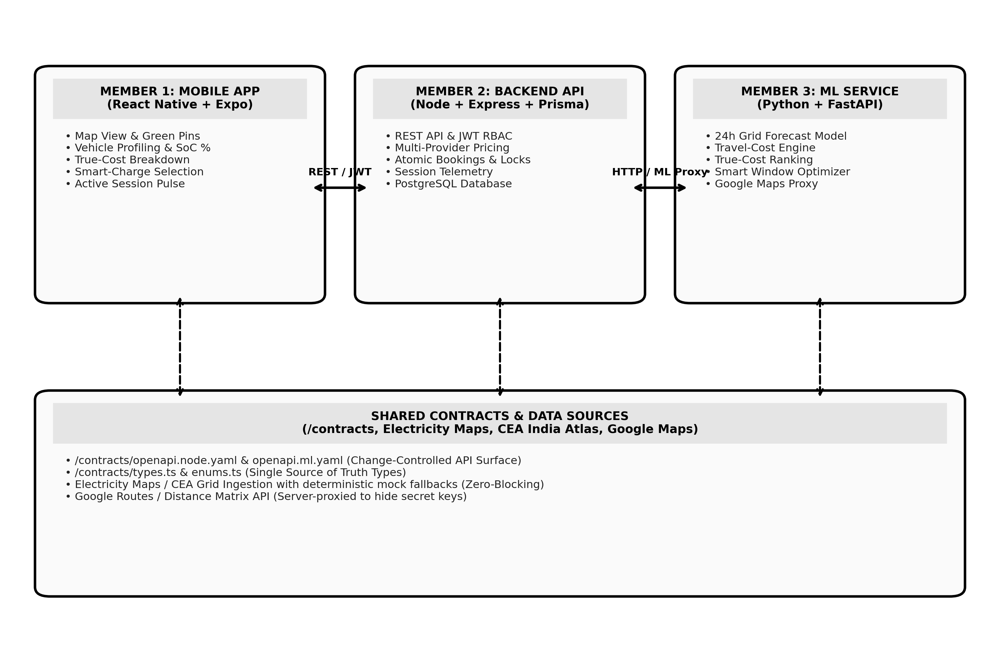 MEMBER 1: MOBILE APP
(React Native + Expo)
• Map View & Green Pins
• Vehicle Profiling & SoC %
• True-Cost Breakdown
• Smart-Charge Selection
• Active Session Pulse
REST / JWT
MEMBER 2: BACKEND API
(Node + Express + Prisma)
• REST API & JWT RBAC
• Multi-Provider Pricing
• Atomic Bookings & Locks
• Session Telemetry
• PostgreSQL Database
HTTP / ML Proxy
MEMBER 3: ML SERVICE
(Python + FastAPI)
• 24h Grid Forecast Model
• Travel-Cost Engine
• True-Cost Ranking
• Smart Window Optimizer
• Google Maps Proxy
SHARED CONTRACTS & DATA SOURCES
(/contracts, Electricity Maps, CEA India Atlas, Google Maps)
• /contracts/openapi.node.yaml & openapi.ml.yaml (Change-Controlled API Surface)
• /contracts/types.ts & enums.ts (Single Source of Truth Types)
• Electricity Maps / CEA Grid Ingestion with deterministic mock fallbacks (Zero-Blocking)
• Google Routes / Distance Matrix API (Server-proxied to hide secret keys)